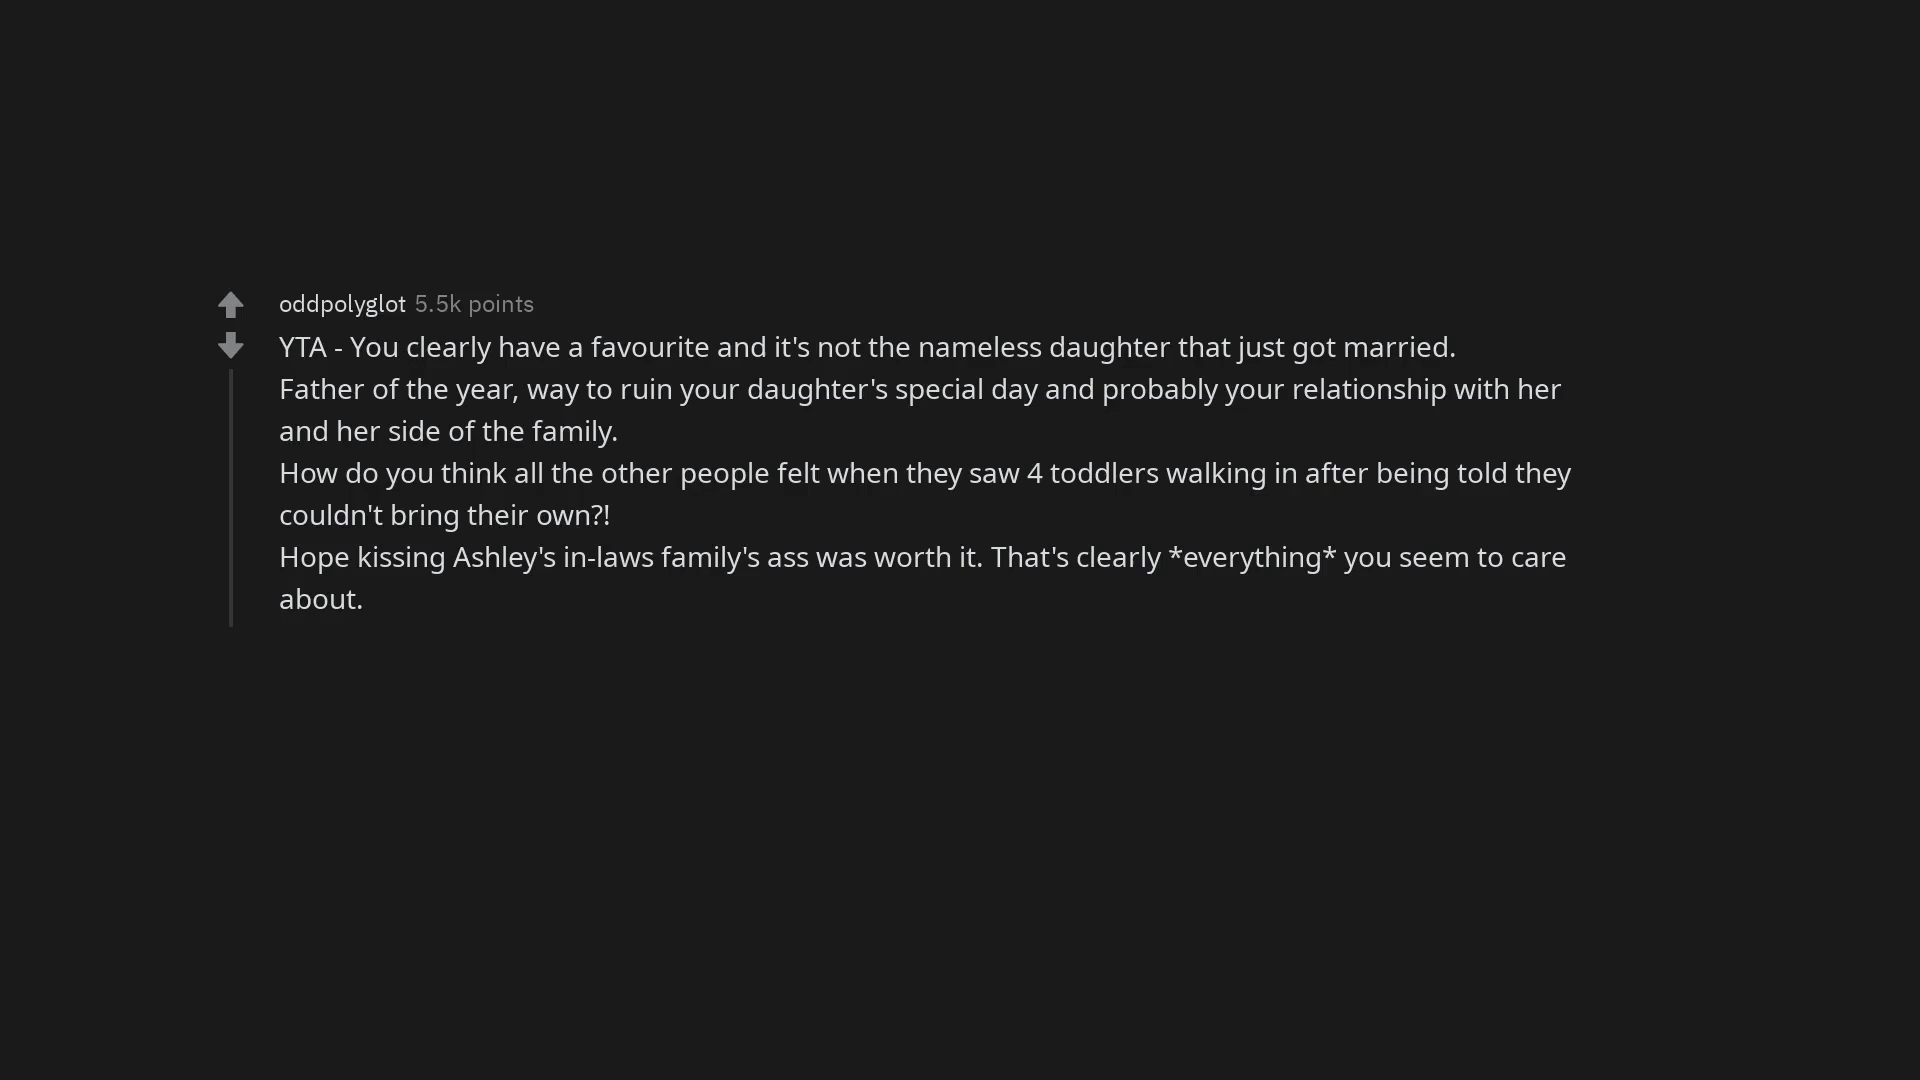 oddpolyglot 5.5k points
YTA - You clearly have a favourite and it's not the nameless daughter that just got married.
Father of the year, way to ruin your daughter's special day and probably your relationship with her
and her side of the family.
How do you think all the other people felt when they saw 4 toddlers walking in after being told they
couldn't bring their own?!
Hope kissing Ashley's in-laws family's ass was worth it. That's clearly *everything* you seem to care
about.